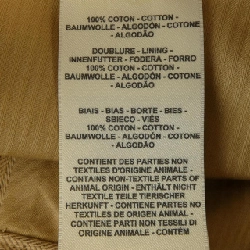 100% COTON - COTTON -
BAUMWOLLE - ALGODON - COTONE
- ALGODÃO
DOUBLURE - LINING -
INNENFUTTER - FODERA - FORRO
100% COTON - COTTON -
BAUMWOLLE - ALGODÓN - COTONE
- ALGODÃO
BIAIS - BIAS - BORTE - BIES -
SBIECO - VIÉS
100% COTON - COTTON -
BAUMWOLLE - ALGODÓN - COTONE
- ALGODÃO
CONTIENT DES PARTIES NON
TEXTILES D'ORIGINE ANIMALE -
CONTAINS NON-TEXTILE PARTS OF
ANIMAL ORIGIN - ENTHÄLT NICHT
TEXTILE TEILE TIERISCHER
HERKUNFT - CONTIENE PARTES
NO TEXTILES DE ORIGEN ANIMAL
- CONTIENE PARTI NON TESSILI
DI ORIGINE ANIMALE - CONTÉM